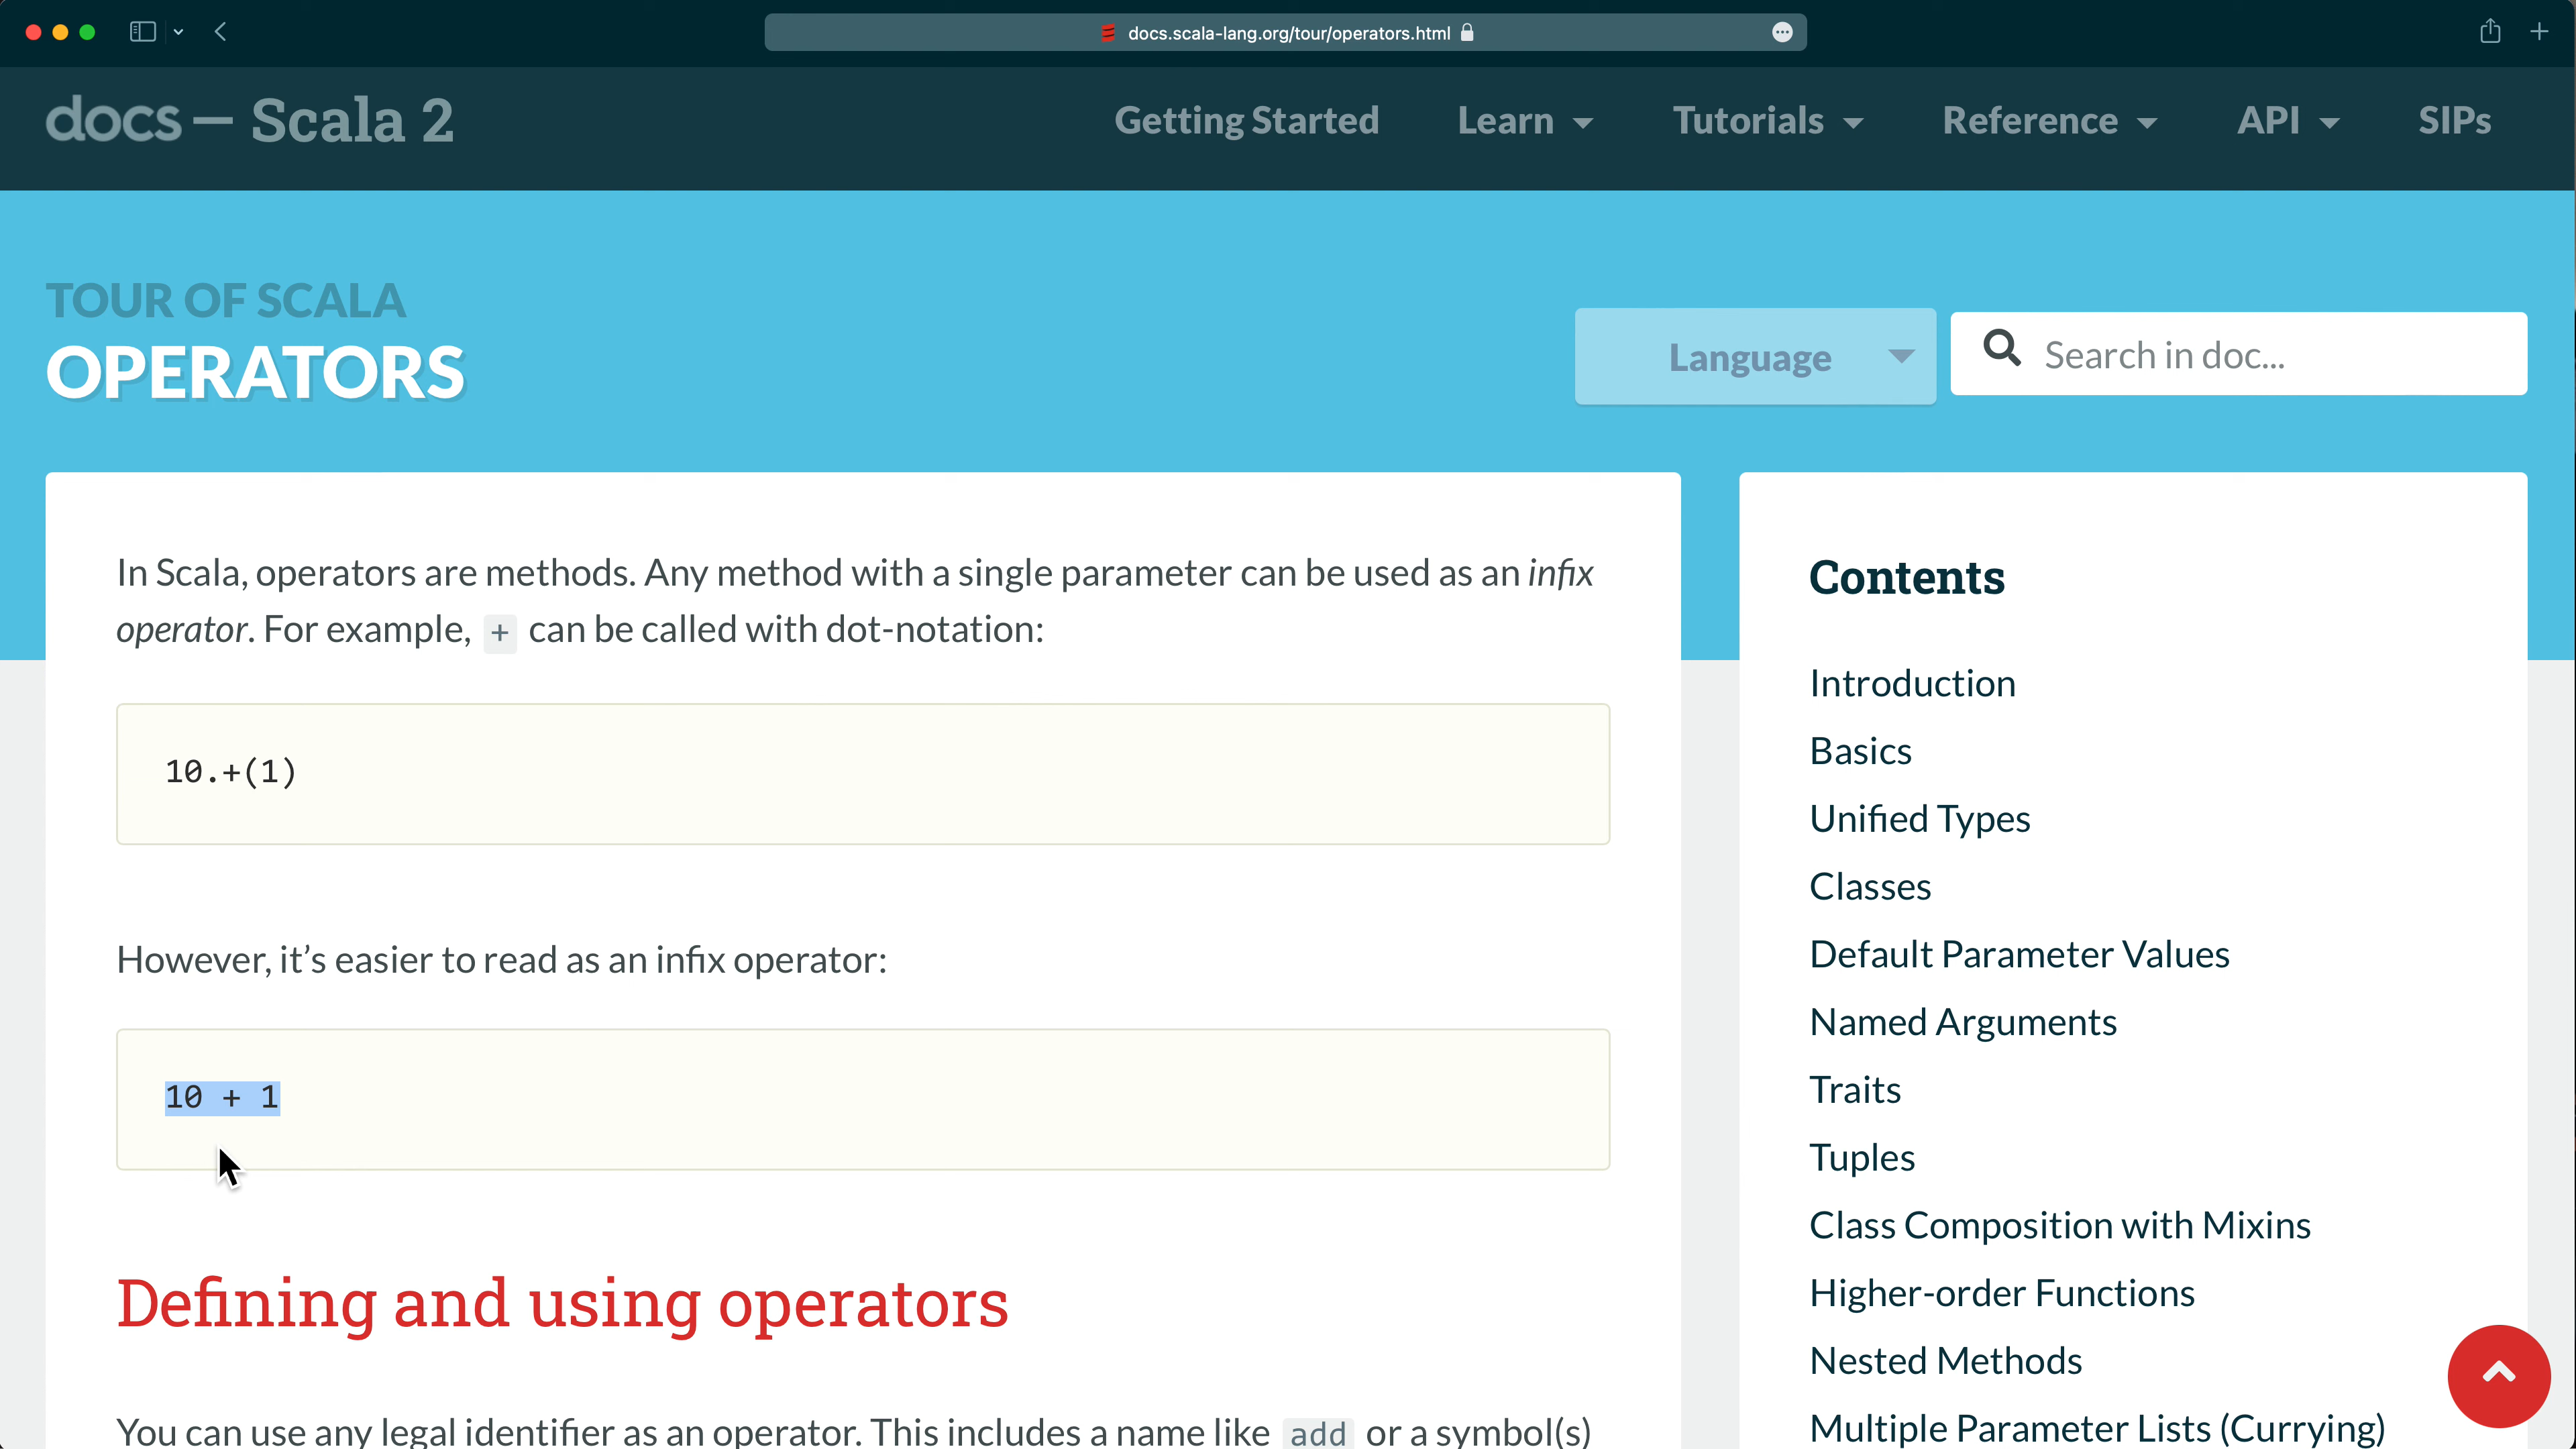 docs.scala-lang.org/tour/operators.html
docs — Scala 2
Getting Started Learn Tutorials Reference API SIPs
TOUR OF SCALA
OPERATORS
Language
Search in doc...
In Scala, operators are methods. Any method with a single parameter can be used as an infix
operator. For example, + can be called with dot-notation:
10.+(1)
However, it’s easier to read as an infix operator:
10 + 1
Defining and using operators
You can use any legal identifier as an operator. This includes a name like add or a symbol(s)
Contents
Introduction
Basics
Unified Types
Classes
Default Parameter Values
Named Arguments
Traits
Tuples
Class Composition with Mixins
Higher-order Functions
Nested Methods
Multiple Parameter Lists (Currying)